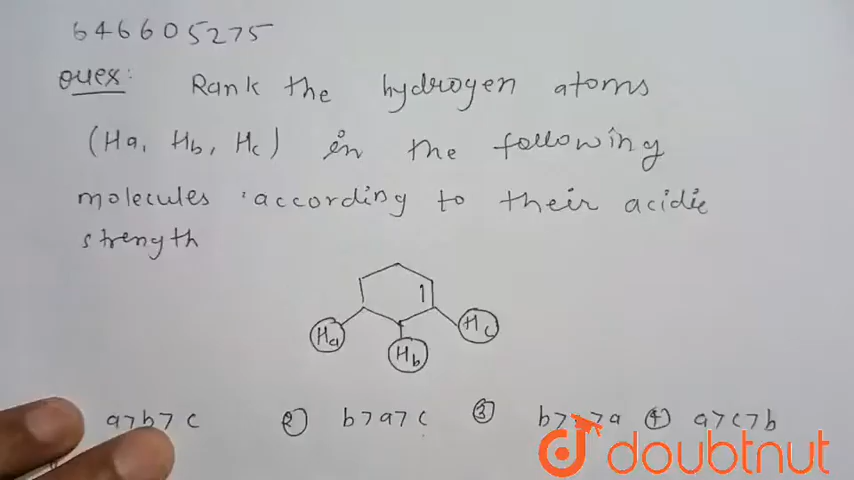 646605275
Ques: Rank the hydrogen atoms
(Ha, Hb, Hc) in the following
molecules according to their acidic
strength
Ha Hb Hc
a>b>c ② b>a>c ③ b> >a ④ a>c>b
doubtnut